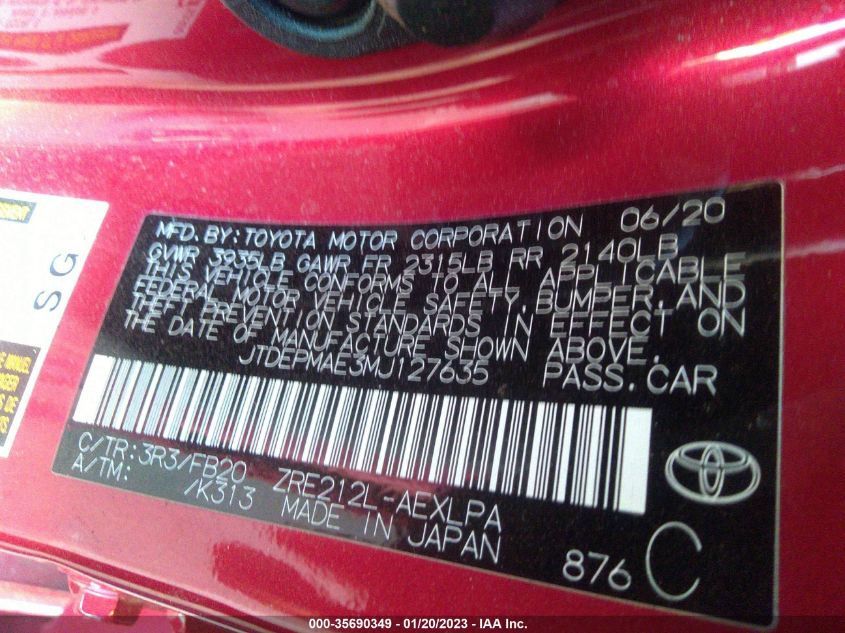 MFD.BY:TOYOTA MOTOR CORPORATION 06/20
GVWR 3935LB GAWR FR 2315LB RR 2140LB
THIS VEHICLE CONFORMS TO ALL APPLICABLE
FEDERAL MOTOR VEHICLE SAFETY, BUMPER, AND
THEFT PREVENTION STANDARDS IN EFFECT ON
THE DATE OF MANUFACTURE SHOWN ABOVE.
JTDEPMAE3MJ127635 PASS.CAR
C/TR:3R3/FB20 ZRE212L-AEXLPA
A/TM: /K313 MADE IN JAPAN
876 C
S G
000-35690349 - 01/20/2023 - IAA Inc.